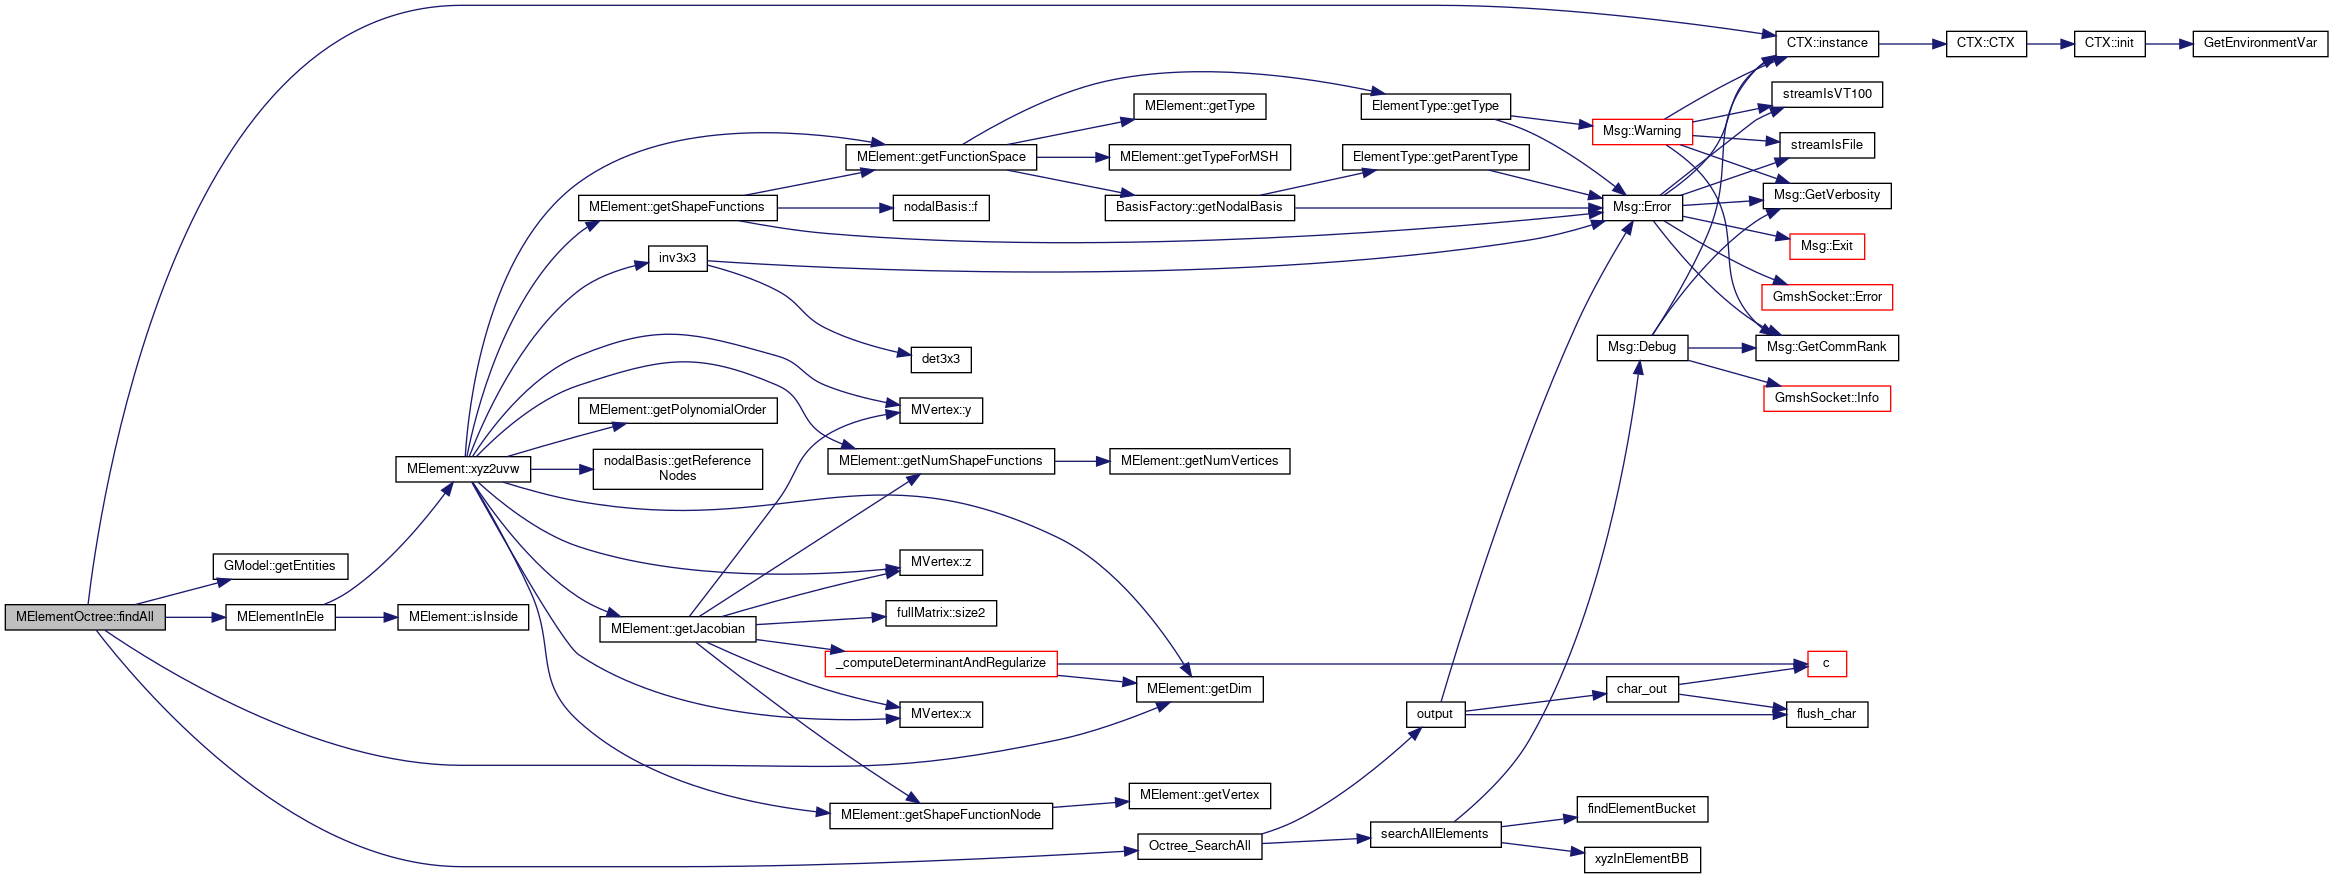 MElementOctree::findAll
GModel::getEntities
MElementInEle
MElement::xyz2uvw
MElement::isInside
MElement::getShapeFunctions
inv3x3
MElement::getPolynomialOrder
nodalBasis::getReference
Nodes
MElement::getJacobian
MElement::getFunctionSpace
nodalBasis::f
det3x3
MVertex::y
MElement::getNumShapeFunctions
MVertex::z
fullMatrix::size2
_computeDeterminantAndRegularize
MVertex::x
MElement::getShapeFunctionNode
MElement::getType
MElement::getTypeForMSH
BasisFactory::getNodalBasis
MElement::getNumVertices
MElement::getDim
MElement::getVertex
Octree_SearchAll
ElementType::getType
ElementType::getParentType
output
searchAllElements
Msg::Warning
Msg::Error
Msg::Debug
char_out
findElementBucket
xyzInElementBB
CTX::instance
streamIsVT100
streamIsFile
Msg::GetVerbosity
Msg::Exit
GmshSocket::Error
Msg::GetCommRank
GmshSocket::Info
c
flush_char
CTX::CTX
CTX::init
GetEnvironmentVar